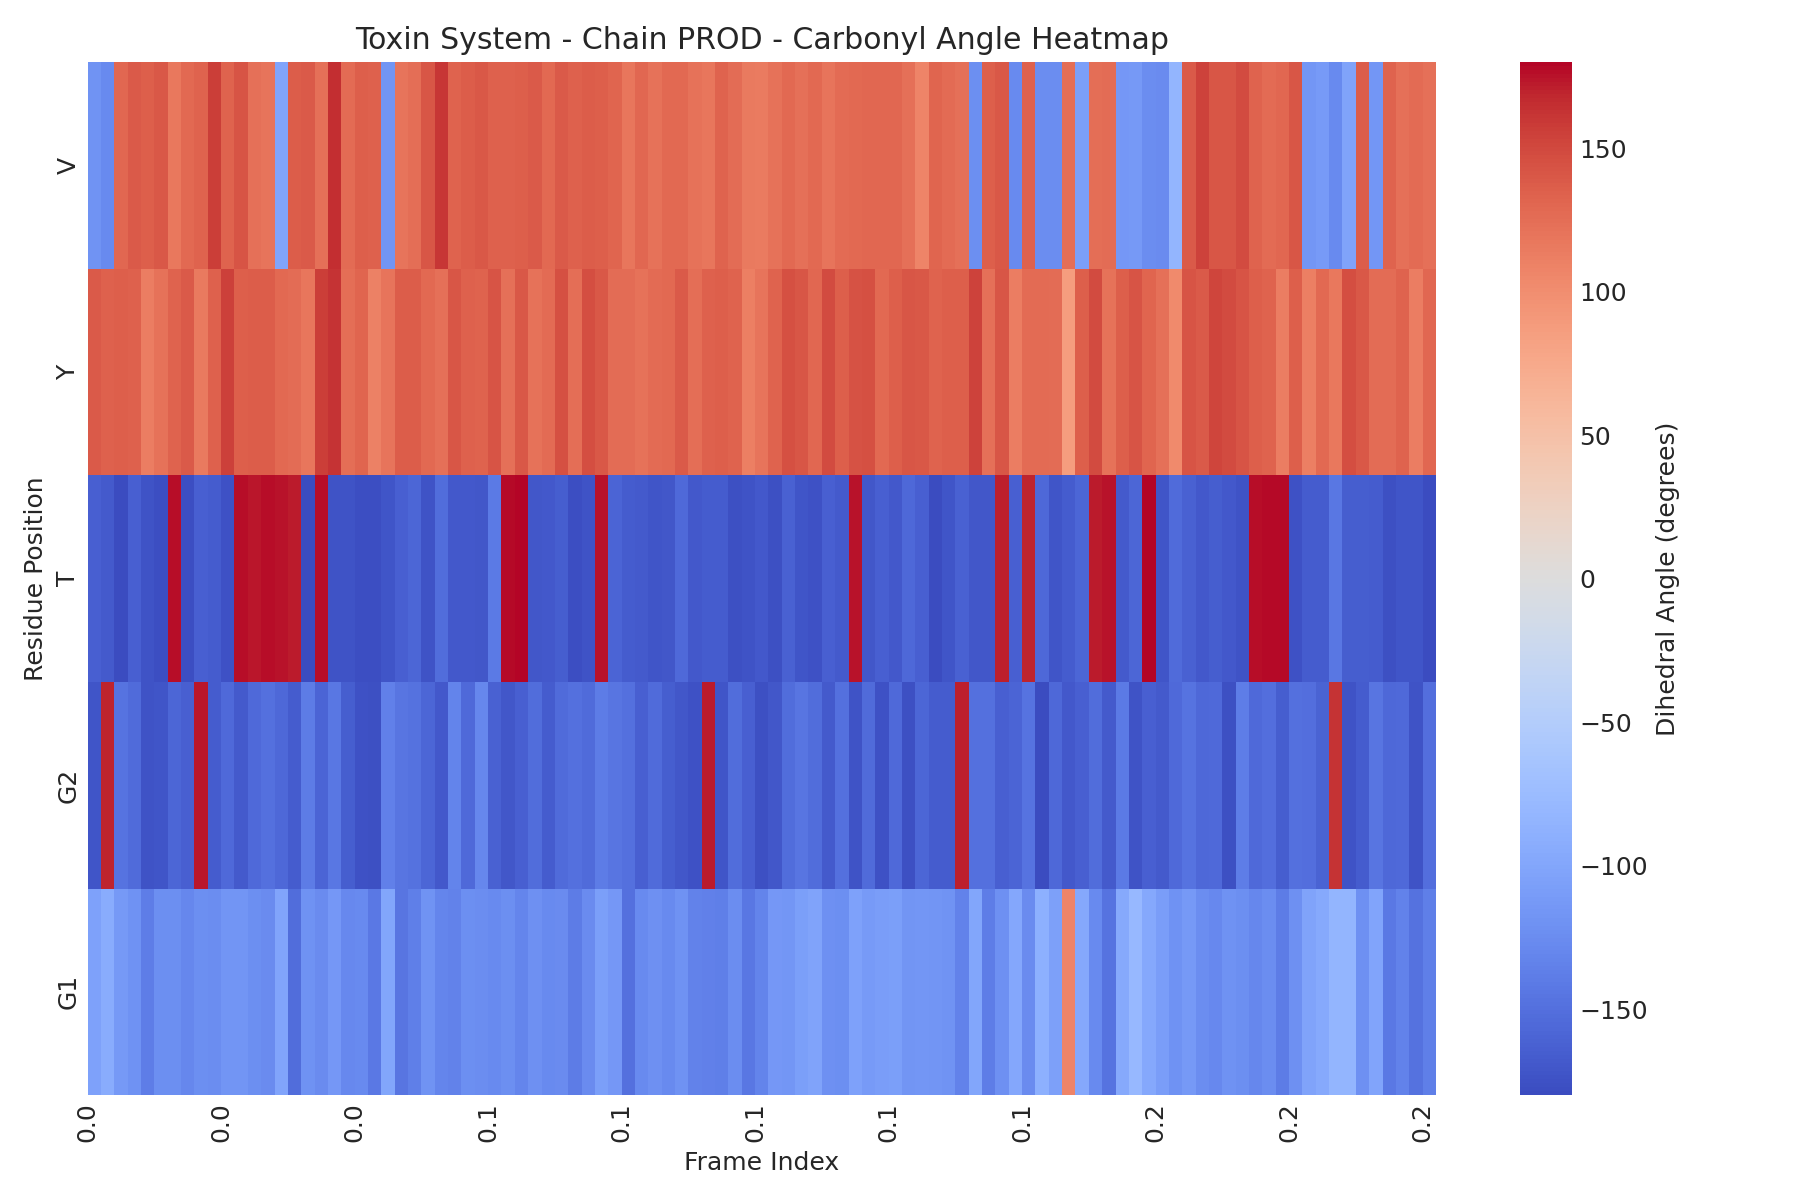 Toxin System - Chain PROD - Carbonyl Angle Heatmap
Residue Position
V
Y
T
G2
G1
0.0
0.0
0.0
0.1
0.1
0.1
0.1
0.1
0.2
0.2
0.2
Frame Index
150
100
50
0
−50
−100
−150
Dihedral Angle (degrees)